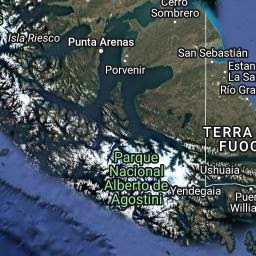 Cerro
Sombrero
Isla Riesco
Punta Arenas
San Sebastián
Porvenir
Estan
La Sa
Río Gra
TERRA
FUOC
Parque
Nacional
Alberto de
Agostini
Ushuaia
Yendegaia
Pue
Willia